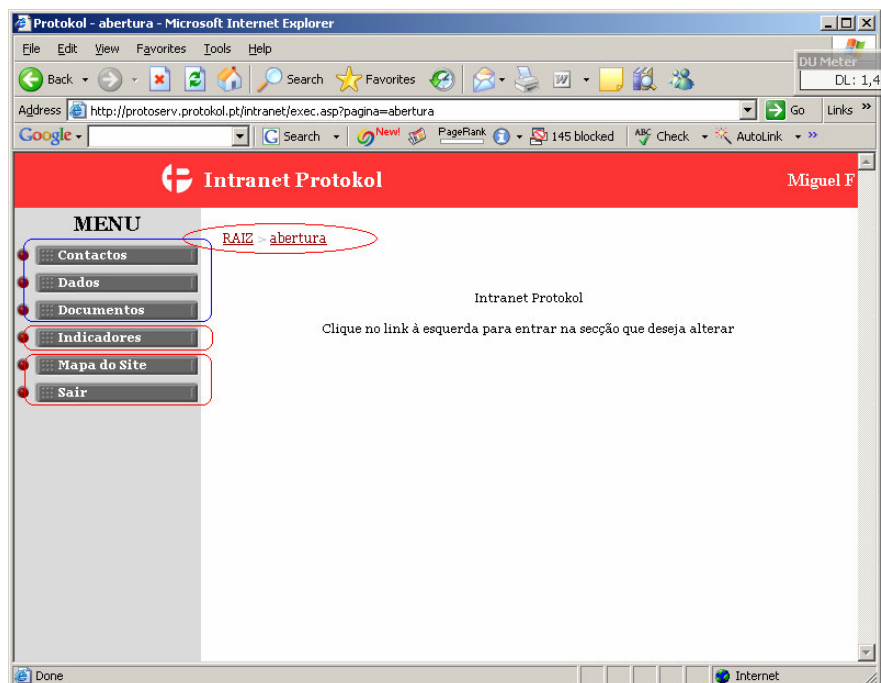 Protokol - abertura - Microsoft Internet Explorer
File Edit View Favorites Tools Help
DU Meter
Back Search Favorites DL: 1,4
Address http://protoserv.protokol.pt/intranet/exec.asp?pagina=abertura Go Links »
Google Search New! PageRank 145 blocked ABC Check AutoLink »
Intranet Protokol Miguel F
MENU
RAIZ > abertura
Contactos
Dados
Documentos
Indicadores
Mapa do Site
Sair
Intranet Protokol
Clique no link à esquerda para entrar na secção que deseja alterar
Done Internet